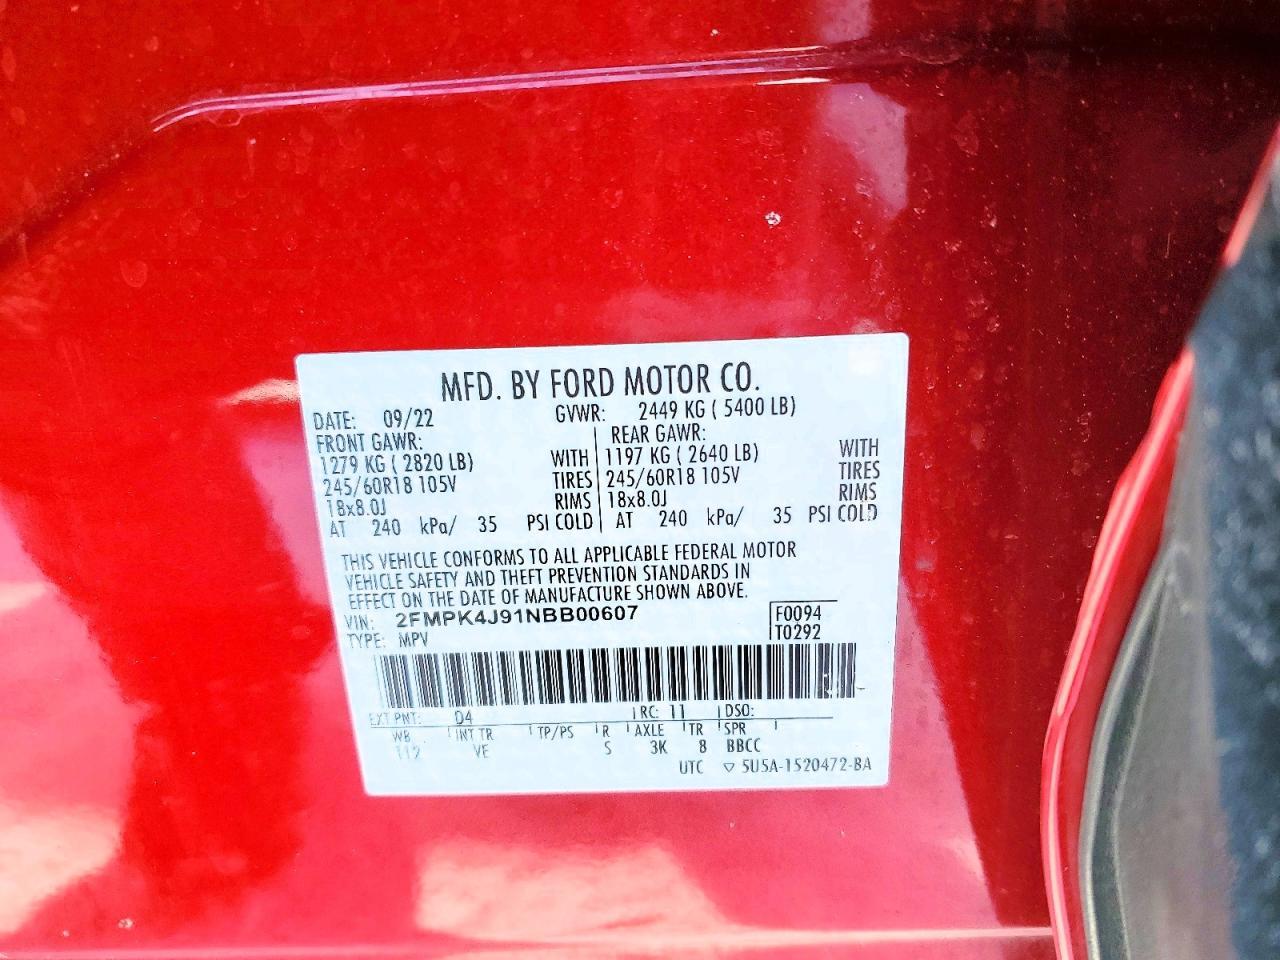 MFD. BY FORD MOTOR CO.
DATE: 09/22 GVWR: 2449 KG ( 5400 LB)
FRONT GAWR: REAR GAWR:
1279 KG ( 2820 LB) WITH 1197 KG ( 2640 LB) WITH
245/60R18 105V TIRES 245/60R18 105V TIRES
18x8.0J RIMS 18x8.0J RIMS
AT 240 kPa/ 35 PSI COLD AT 240 kPa/ 35 PSI COLD
THIS VEHICLE CONFORMS TO ALL APPLICABLE FEDERAL MOTOR
VEHICLE SAFETY AND THEFT PREVENTION STANDARDS IN
EFFECT ON THE DATE OF MANUFACTURE SHOWN ABOVE.
VIN: 2FMPK4J91NBB00607 F0094
TYPE: MPV T0292
EXT PNT: D4 RC: 11 DSO:
WB INT TR TP/PS R AXLE TR SPR
112 VE S 3K 8 BBCC
UTC ▽ 5U5A-1520472-BA